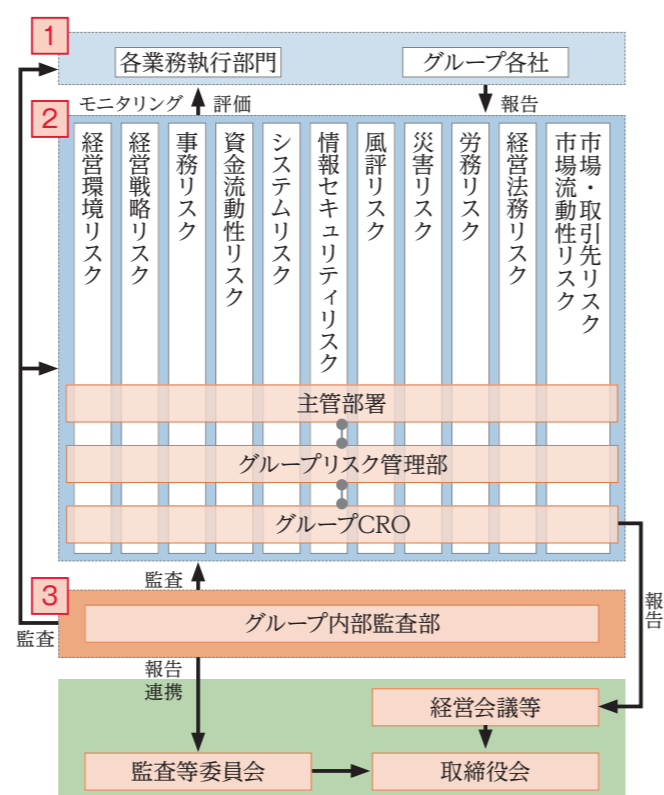 1
各業務執行部門
グループ各社
モニタリング
評価
報告
2
経営環境リスク
経営戦略リスク
事務リスク
資金流動性リスク
システムリスク
情報セキュリティリスク
風評リスク
災害リスク
労務リスク
経営法務リスク
市場・取引先リスク
市場流動性リスク
主管部署
グループリスク管理部
グループCRO
監査
3
グループ内部監査部
監査
報告
報告
連携
経営会議等
監査等委員会
取締役会